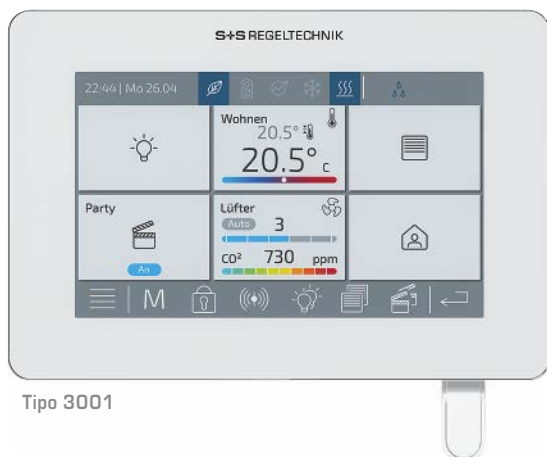 S+S REGELTECHNIK
22:44 | Mo 26.04
Wohnen
20.5°
20.5° c
Party
An
Lüfter
Auto 3
CO² 730 ppm
M
Tipo 3001